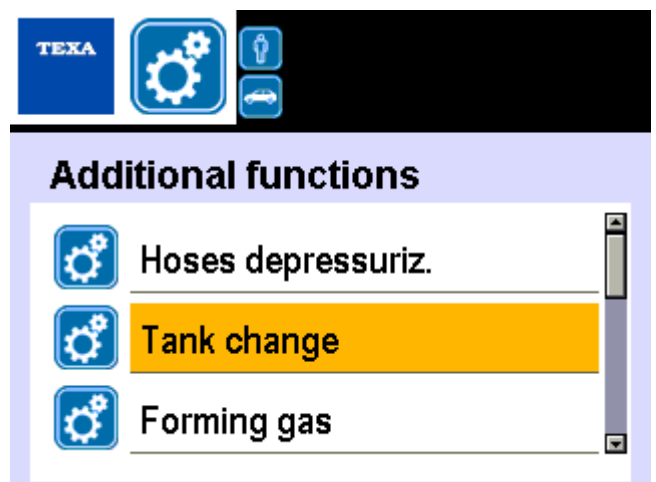 TEXA
Additional functions
Hoses depressuriz.
Tank change
Forming gas